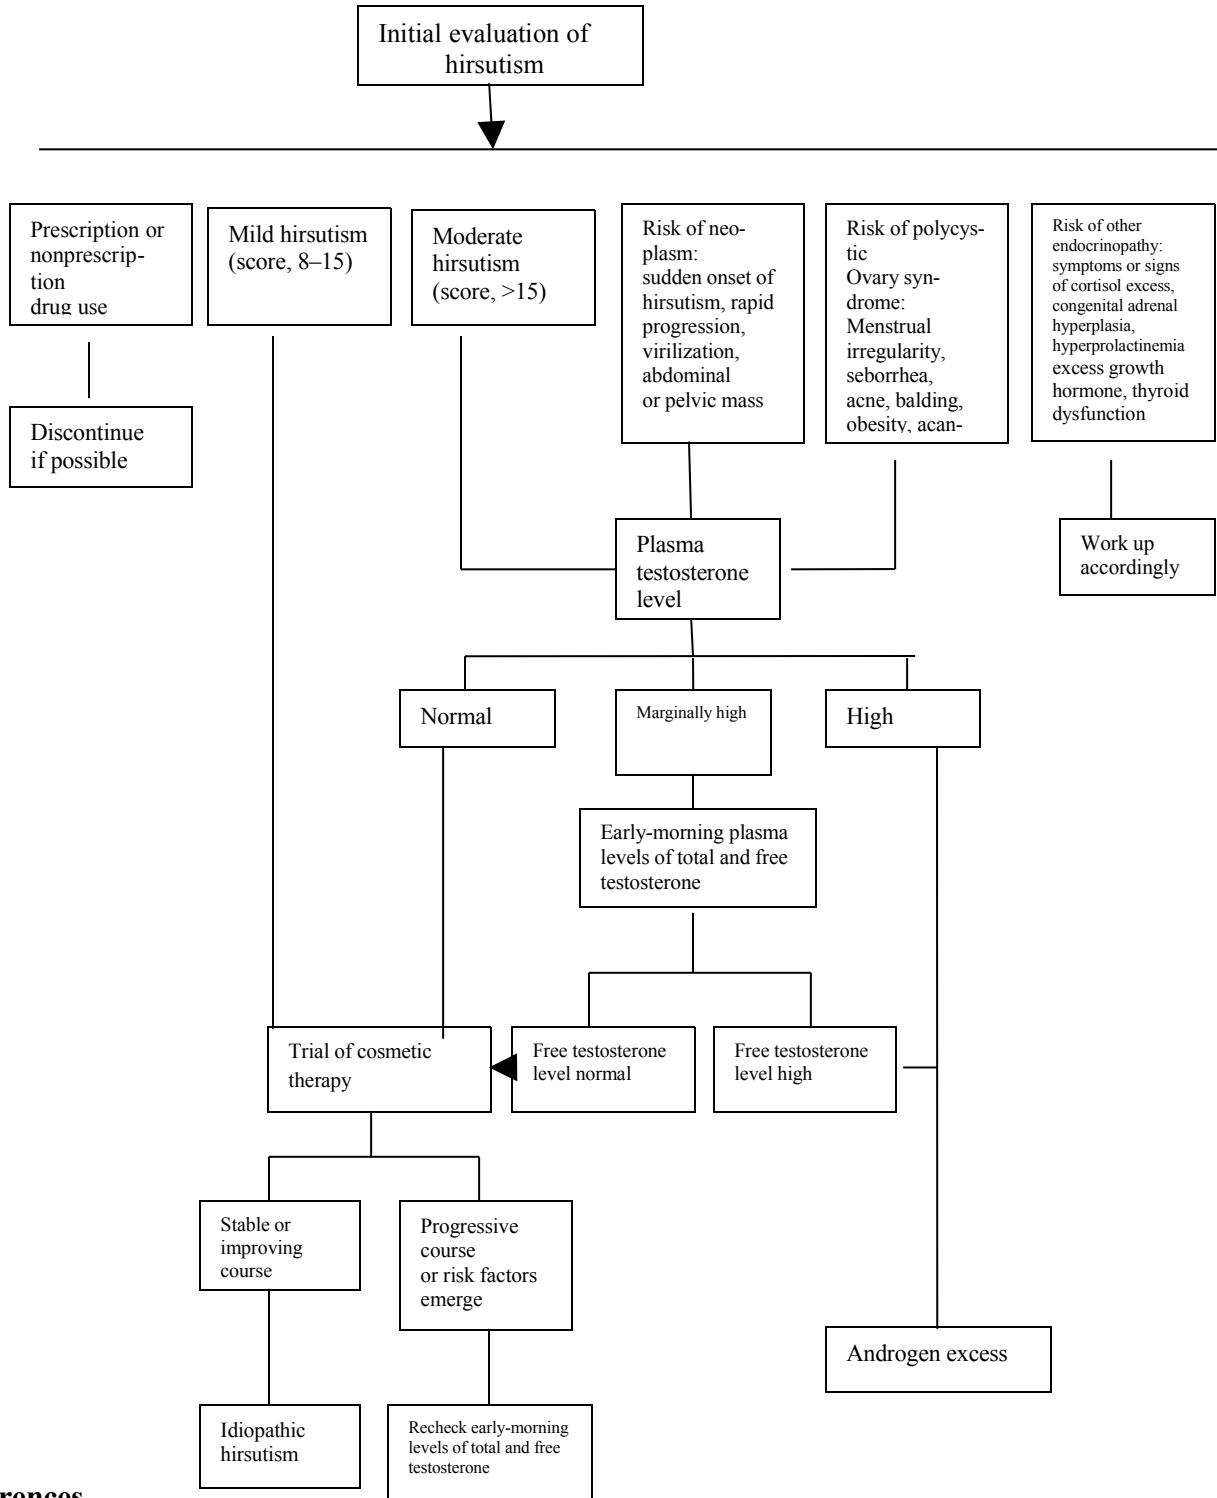 Initial evaluation of
hirsutism
Prescription or
nonprescrip-
tion
drug use
Mild hirsutism
(score, 8–15)
Moderate
hirsutism
(score, >15)
Risk of neo-
plasm:
sudden onset of
hirsutism, rapid
progression,
virilization,
abdominal
or pelvic mass
Risk of polycys-
tic
Ovary syn-
drome:
Menstrual
irregularity,
seborrhea,
acne, balding,
obesity, acan-
Risk of other
endocrinopathy:
symptoms or signs
of cortisol excess,
congenital adrenal
hyperplasia,
hyperprolactinemia
excess growth
hormone, thyroid
dysfunction
Discontinue
if possible
Plasma
testosterone
level
Work up
accordingly
Normal
Marginally high
High
Early-morning plasma
levels of total and free
testosterone
Trial of cosmetic
therapy
Free testosterone
level normal
Free testosterone
level high
Stable or
improving
course
Progressive
course
or risk factors
emerge
Androgen excess
Idiopathic
hirsutism
Recheck early-morning
levels of total and free
testosterone